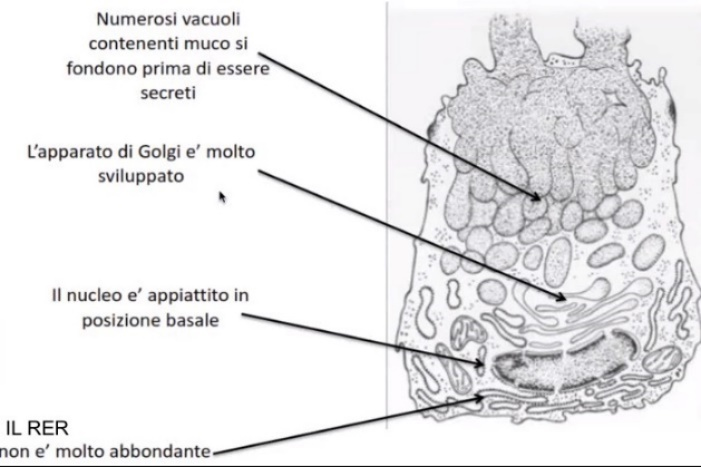 Numerosi vacuoli
contenenti muco si
fondono prima di essere
secreti
L'apparato di Golgi e' molto
sviluppato
Il nucleo e' appiattito in
posizione basale
IL RER
non e' molto abbondante